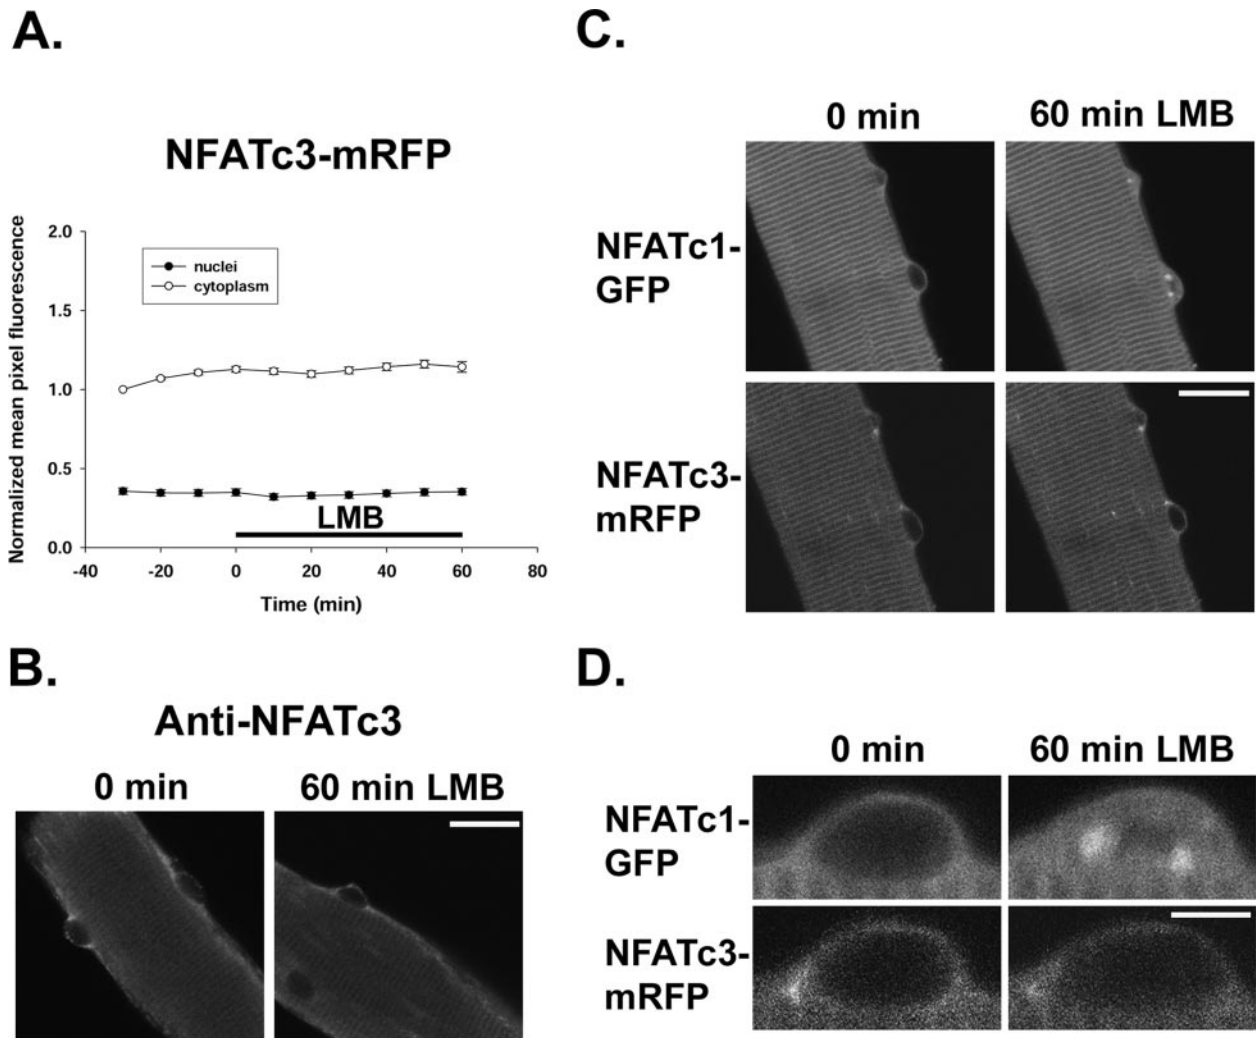 A.
NFATc3-mRFP
Normalized mean pixel fluorescence
2.0
1.5
1.0
0.5
0.0
nuclei
cytoplasm
LMB
-40 -20 0 20 40 60 80
Time (min)
B.
Anti-NFATc3
0 min 60 min LMB
C.
0 min 60 min LMB
NFATc1-
GFP
NFATc3-
mRFP
D.
0 min 60 min LMB
NFATc1-
GFP
NFATc3-
mRFP